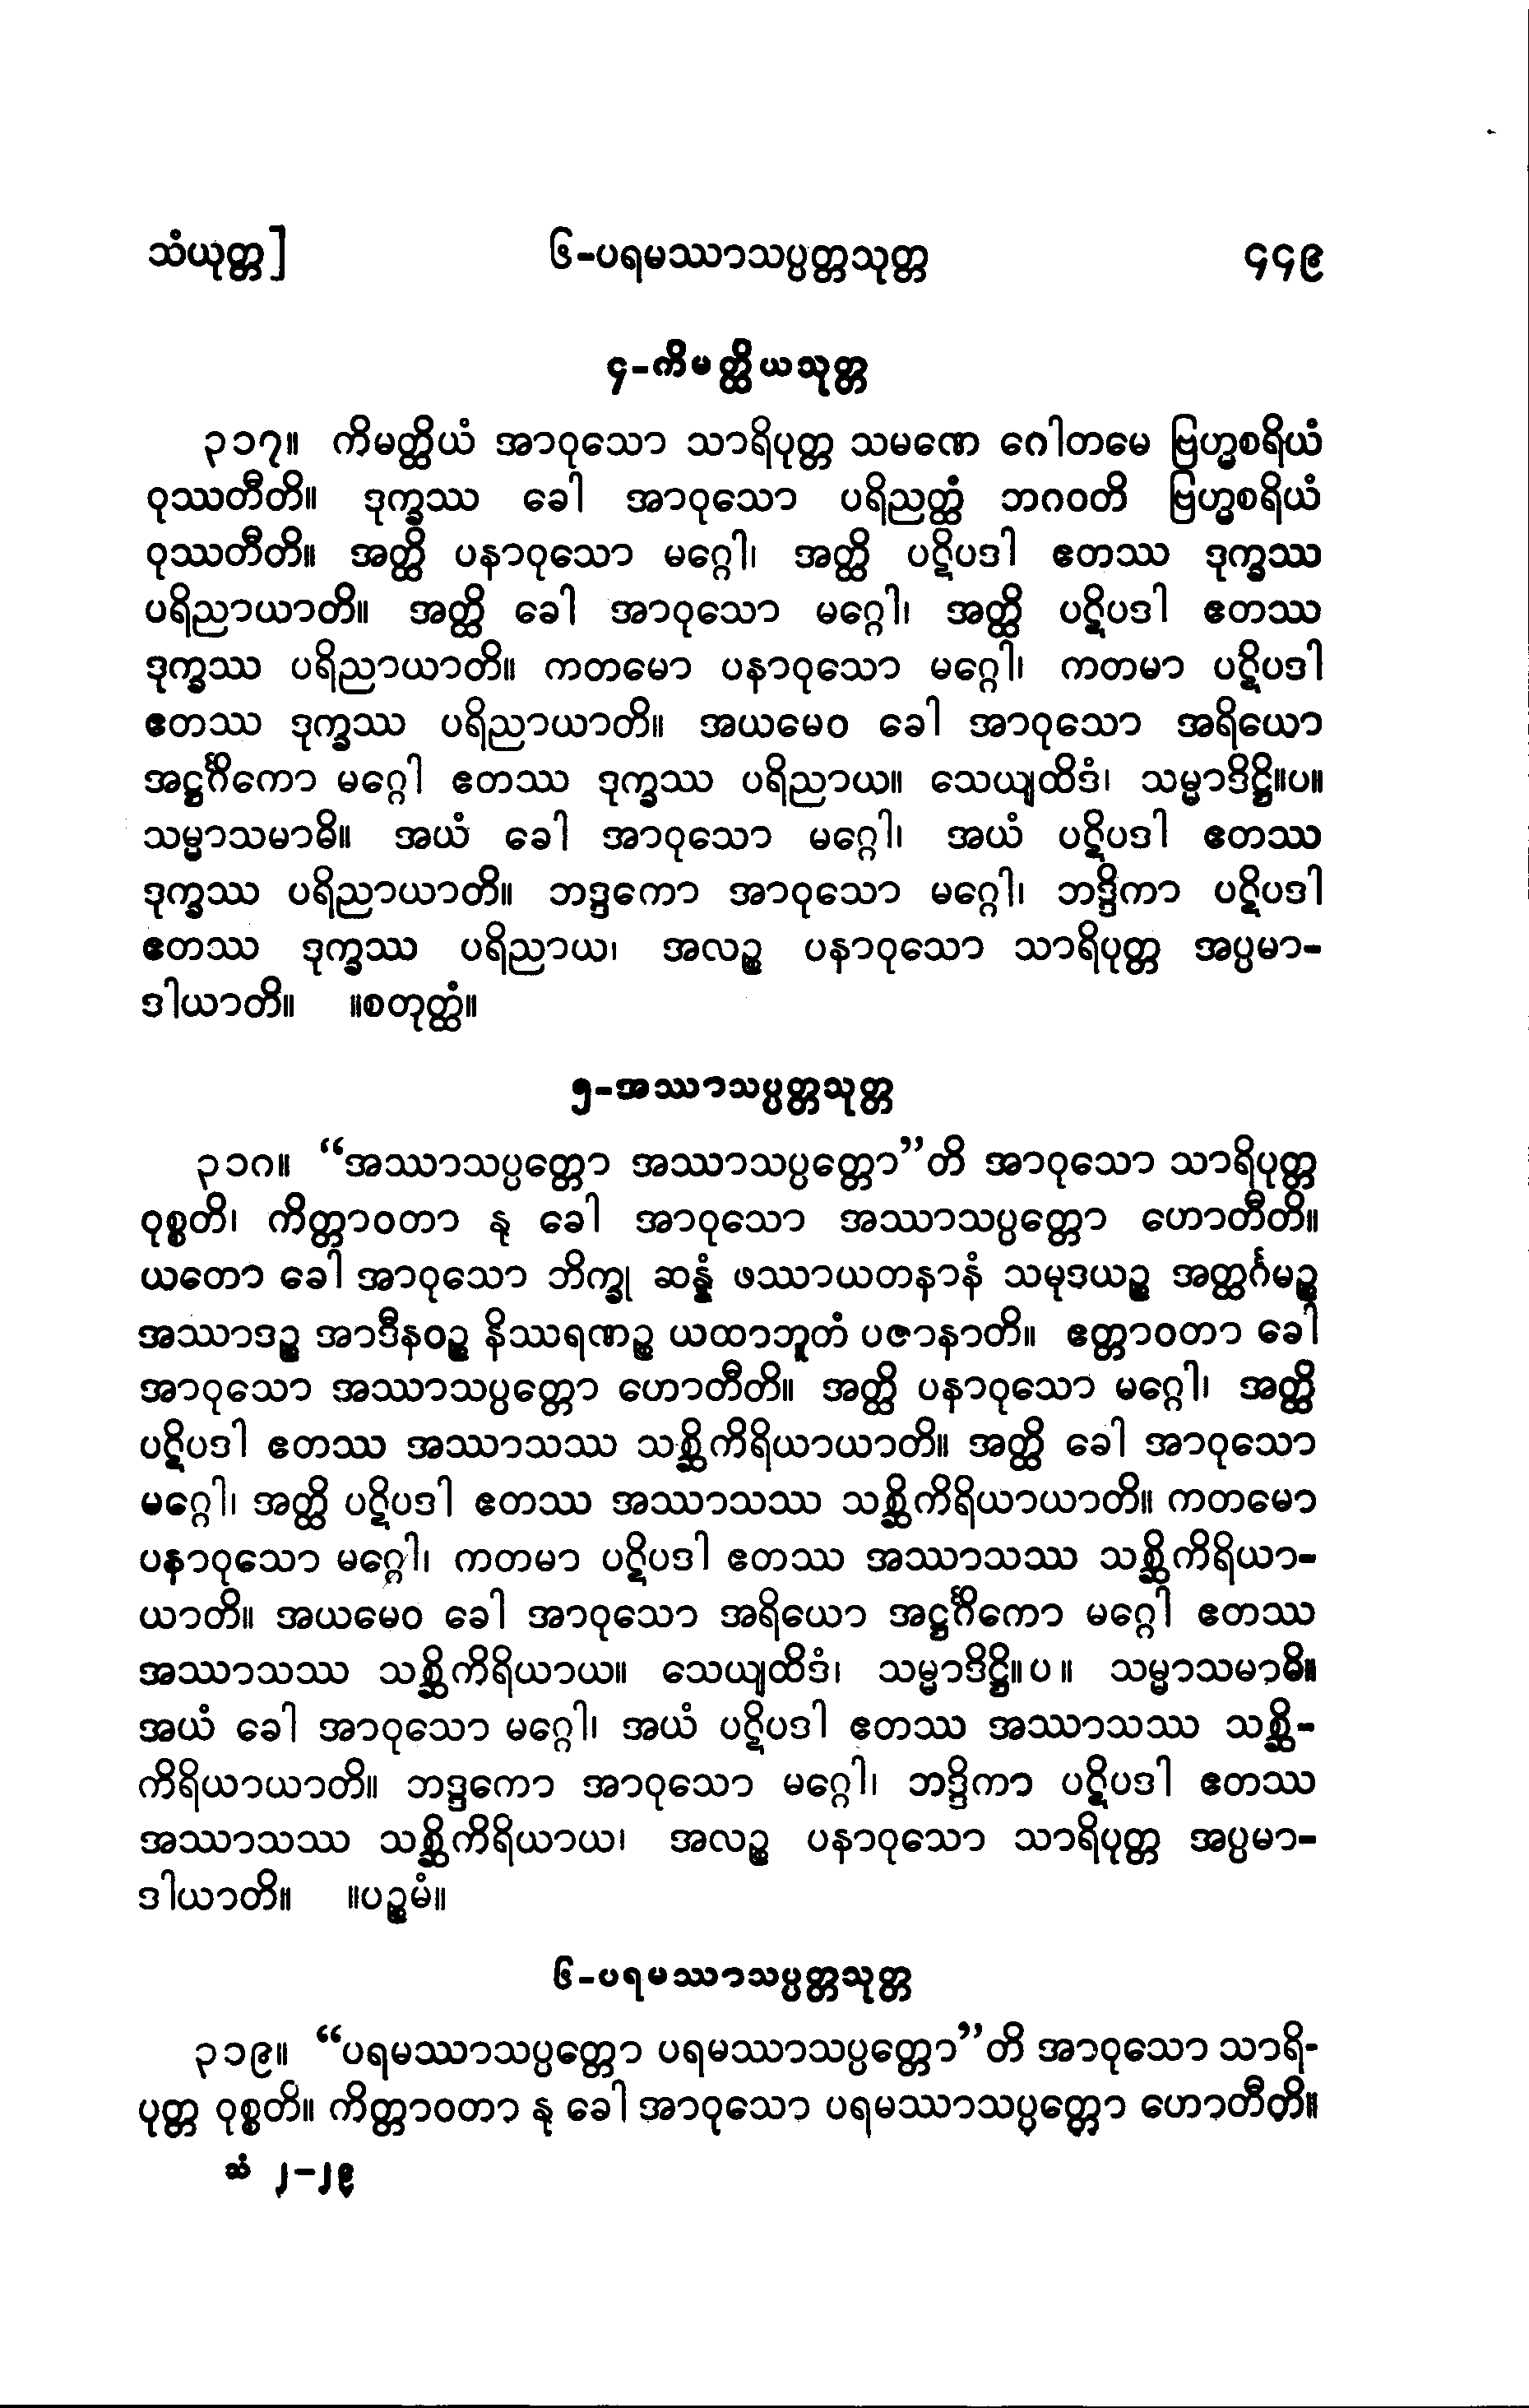 သံယုတ္တ] ၆-ပရမဿာသပ္ပတ္တသုတ္တ ၄၄၉
၄-ကိမတ္ထိယသုတ္တ
၃၁၇။ ကိမတ္ထိယံ အာဝုသော သာရိပုတ္တ သမဏေ ဂေါတမေ ဗြဟ္မစရိယံ
ဝုဿတီတိ။ ဒုက္ခဿ ခေါ အာဝုသော ပရိညတ္ထံ ဘဂဝတိ ဗြဟ္မစရိယံ
ဝုဿတီတိ။ အတ္ထိ ပနာဝုသော မဂ္ဂေါ၊ အတ္ထိ ပဋိပဒါ ဧတဿ ဒုက္ခဿ
ပရိညာယာတိ။ အတ္ထိ ခေါ အာဝုသော မဂ္ဂေါ၊ အတ္ထိ ပဋိပဒါ ဧတဿ
ဒုက္ခဿ ပရိညာယာတိ။ ကတမော ပနာဝုသော မဂ္ဂေါ၊ ကတမာ ပဋိပဒါ
ဧတဿ ဒုက္ခဿ ပရိညာယာတိ။ အယမေဝ ခေါ အာဝုသော အရိယော
အဋ္ဌင်္ဂိကော မဂ္ဂေါ ဧတဿ ဒုက္ခဿ ပရိညာယ။ သေယျထိဒံ၊ သမ္မာဒိဋ္ဌိ။ပ။
သမ္မာသမာဓိ။ အယံ ခေါ အာဝုသော မဂ္ဂေါ၊ အယံ ပဋိပဒါ ဧတဿ
ဒုက္ခဿ ပရိညာယာတိ။ ဘဒ္ဒကော အာဝုသော မဂ္ဂေါ၊ ဘဒ္ဒိကာ ပဋိပဒါ
ဧတဿ ဒုက္ခဿ ပရိညာယ၊ အလဉ္စ ပနာဝုသော သာရိပုတ္တ အပ္ပမာ-
ဒါယာတိ။ ။စတုတ္ထံ။
၅-အဿာသပ္ပတ္တသုတ္တ
၃၁၈။ “အဿာသပ္ပတ္တော အဿာသပ္ပတ္တော”တိ အာဝုသော သာရိပုတ္တ
ဝုစ္စတိ၊ ကိတ္တာဝတာ နု ခေါ အာဝုသော အဿာသပ္ပတ္တော ဟောတီတိ။
ယတော ခေါ အာဝုသော ဘိက္ခု ဆန္နံ ဖဿာယတနာနံ သမုဒယဉ္စ အတ္ထင်္ဂမဉ္စ
အဿာဒဉ္စ အာဒီနဝဉ္စ နိဿရဏဉ္စ ယထာဘူတံ ပဇာနာတိ။ ဧတ္တာဝတာ ခေါ
အာဝုသော အဿာသပ္ပတ္တော ဟောတီတိ။ အတ္ထိ ပနာဝုသော မဂ္ဂေါ၊ အတ္ထိ
ပဋိပဒါ ဧတဿ အဿာသဿ သစ္ဆိကိရိယာယာတိ။ အတ္ထိ ခေါ အာဝုသော
မဂ္ဂေါ၊ အတ္ထိ ပဋိပဒါ ဧတဿ အဿာသဿ သစ္ဆိကိရိယာယာတိ။ ကတမော
ပနာဝုသော မဂ္ဂေါ၊ ကတမာ ပဋိပဒါ ဧတဿ အဿာသဿ သစ္ဆိကိရိယာ-
ယာတိ။ အယမေဝ ခေါ အာဝုသော အရိယော အဋ္ဌင်္ဂိကော မဂ္ဂေါ ဧတဿ
အဿာသဿ သစ္ဆိကိရိယာယ။ သေယျထိဒံ၊ သမ္မာဒိဋ္ဌိ။ပ။ သမ္မာသမာဓိ။
အယံ ခေါ အာဝုသော မဂ္ဂေါ၊ အယံ ပဋိပဒါ ဧတဿ အဿာသဿ သစ္ဆိ-
ကိရိယာယာတိ။ ဘဒ္ဒကော အာဝုသော မဂ္ဂေါ၊ ဘဒ္ဒိကာ ပဋိပဒါ ဧတဿ
အဿာသဿ သစ္ဆိကိရိယာယ၊ အလဉ္စ ပနာဝုသော သာရိပုတ္တ အပ္ပမာ-
ဒါယာတိ။ ။ပဉ္စမံ။
၆-ပရမဿာသပ္ပတ္တသုတ္တ
၃၁၉။ “ပရမဿာသပ္ပတ္တော ပရမဿာသပ္ပတ္တော”တိ အာဝုသော သာရိ-
ပုတ္တ ဝုစ္စတိ။ ကိတ္တာဝတာ နု ခေါ အာဝုသော ပရမဿာသပ္ပတ္တော ဟောတီတိ။
ဆံ ၂-၂၉